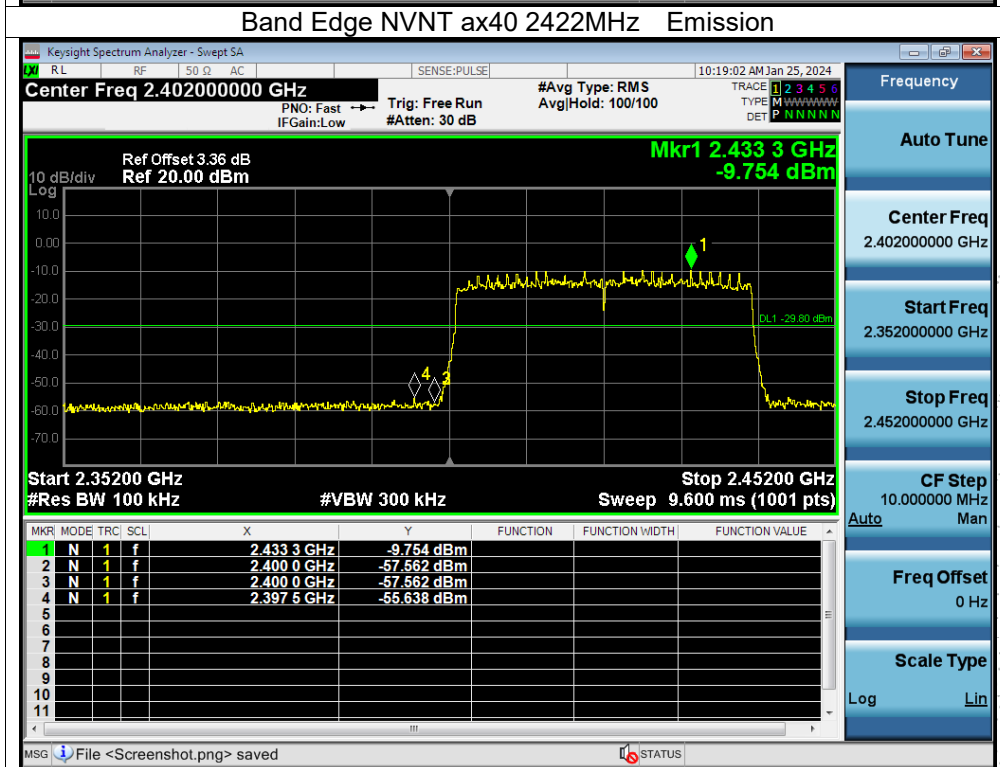 Band Edge NVNT ax40 2422MHz Emission
Keysight Spectrum Analyzer - Swept SA
LXI RL RF 50 Ω AC SENSE:PULSE 10:19:02 AM Jan 25, 2024
Center Freq 2.402000000 GHz
PNO: Fast
IFGain:Low
Trig: Free Run
#Atten: 30 dB
#Avg Type: RMS
Avg|Hold: 100/100
TRACE 1 2 3 4 5 6
TYPE M W W W W W
DET P N N N N N
Mkr1 2.433 3 GHz
-9.754 dBm
Ref Offset 3.36 dB
10 dB/div Ref 20.00 dBm
Log
10.0
0.00
-10.0
-20.0
-30.0
-40.0
-50.0
-60.0
-70.0
1
DL1 -29.80 dBm
4 3
Start 2.35200 GHz Stop 2.45200 GHz
#Res BW 100 kHz #VBW 300 kHz Sweep 9.600 ms (1001 pts)
MKR MODE TRC SCL X Y FUNCTION FUNCTION WIDTH FUNCTION VALUE
1 N 1 f 2.433 3 GHz -9.754 dBm
2 N 1 f 2.400 0 GHz -57.562 dBm
3 N 1 f 2.400 0 GHz -57.562 dBm
4 N 1 f 2.397 5 GHz -55.638 dBm
5
6
7
8
9
10
11
MSG File <Screenshot.png> saved STATUS
Frequency
Auto Tune
Center Freq
2.402000000 GHz
Start Freq
2.352000000 GHz
Stop Freq
2.452000000 GHz
CF Step
10.000000 MHz
Auto Man
Freq Offset
0 Hz
Scale Type
Log Lin